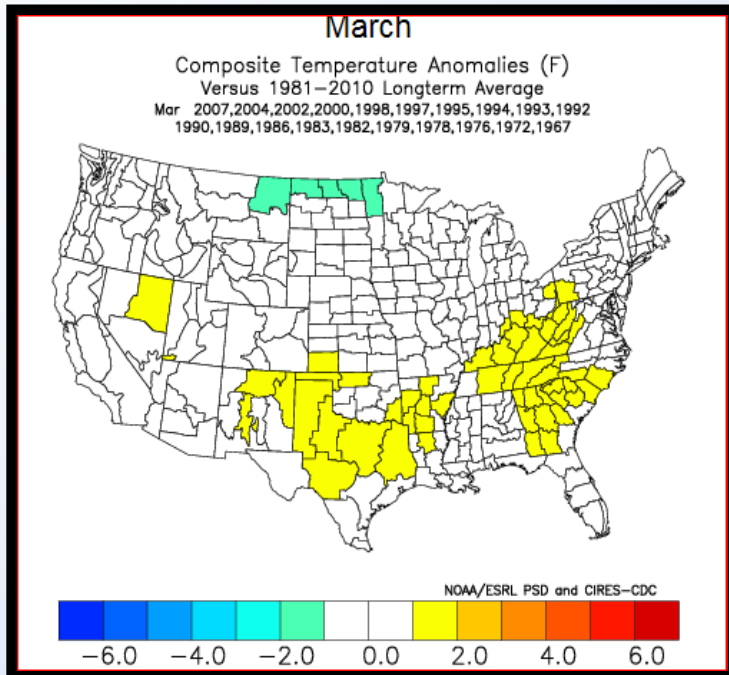 March
Composite Temperature Anomalies (F)
Versus 1981−2010 Longterm Average
Mar 2007,2004,2002,2000,1998,1997,1995,1994,1993,1992
1990,1989,1986,1983,1982,1979,1978,1976,1972,1967
NOAA/ESRL PSD and CIRES−CDC
−6.0 −4.0 −2.0 0.0 2.0 4.0 6.0